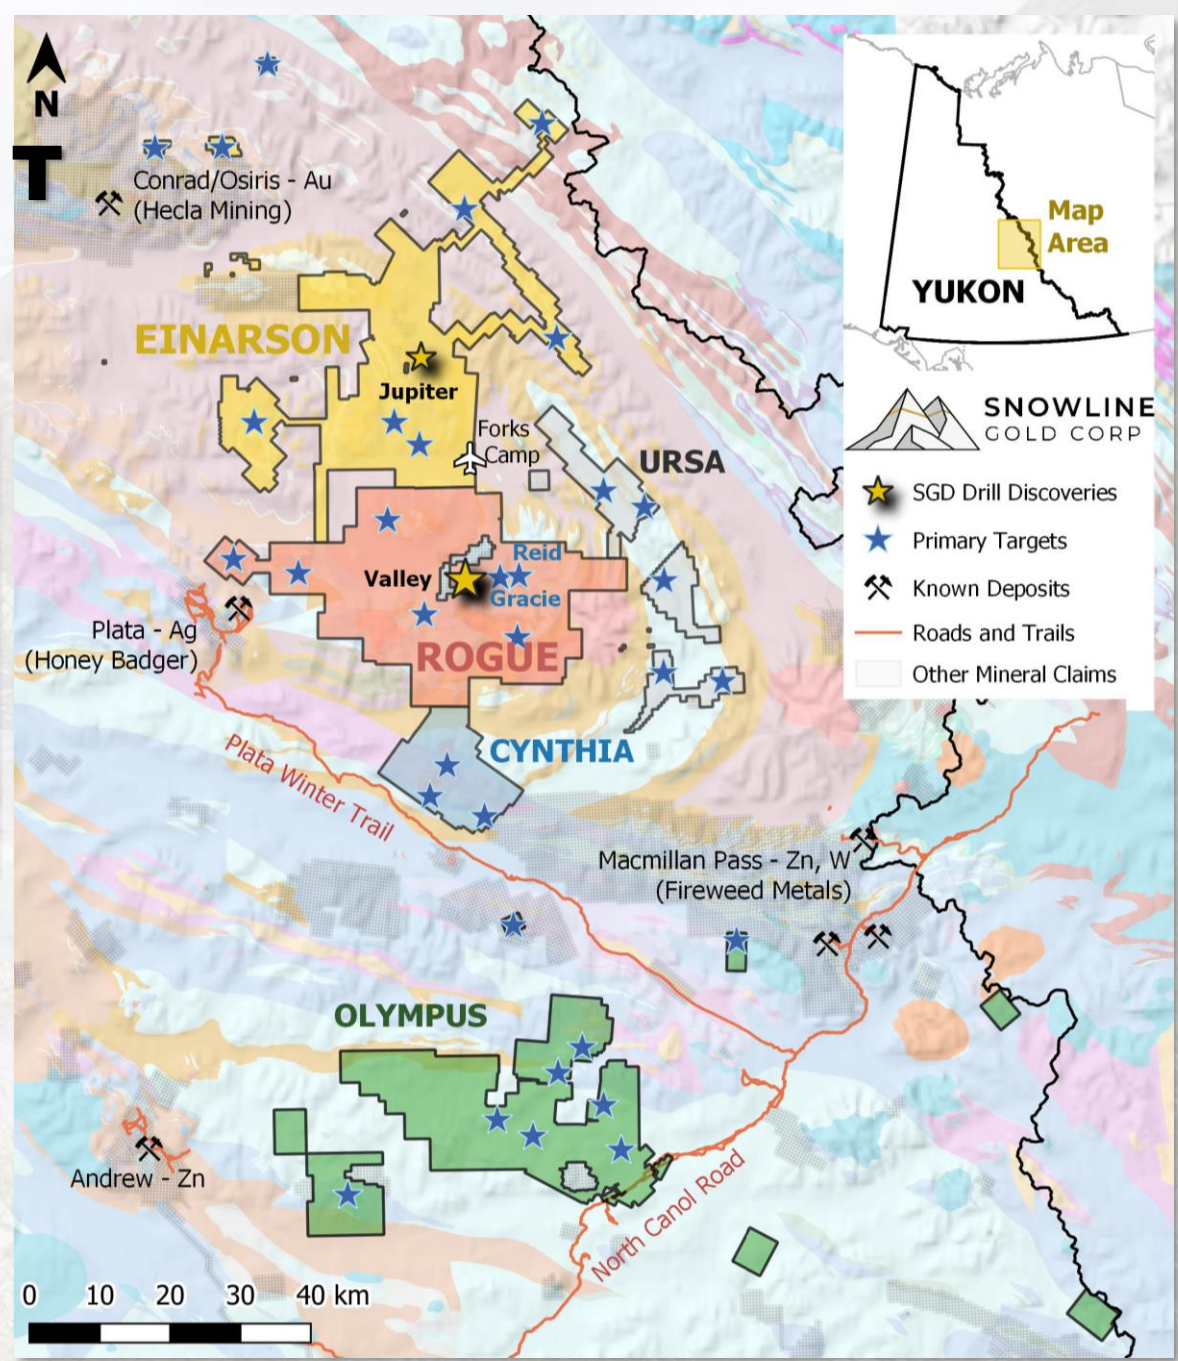 N
T
Conrad/Osiris - Au
(Hecla Mining)
EINARSON
Jupiter
Forks
Camp
URSA
Reid
Valley
Gracie
Plata - Ag
(Honey Badger)
ROGUE
CYNTHIA
Plata Winter Trail
Macmillan Pass - Zn, W
(Fireweed Metals)
OLYMPUS
Andrew - Zn
North Canol Road
0 10 20 30 40 km
Map
Area
YUKON
SNOWLINE
GOLD CORP
SGD Drill Discoveries
Primary Targets
Known Deposits
Roads and Trails
Other Mineral Claims